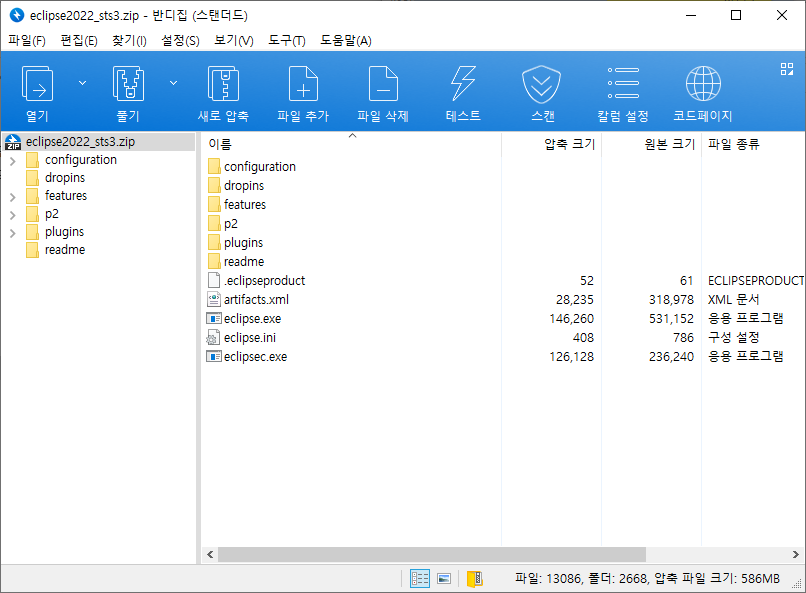 eclipse2022_sts3.zip - 반디집 (스탠더드)
파일(F) 편집(E) 찾기(I) 설정(S) 보기(V) 도구(T) 도움말(A)
열기 풀기 새로 압축 파일 추가 파일 삭제 테스트 스캔 칼럼 설정 코드페이지
ZIP eclipse2022_sts3.zip
configuration
dropins
features
p2
plugins
readme
이름 압축 크기 원본 크기 파일 종류
configuration
dropins
features
p2
plugins
readme
.eclipseproduct 52 61 ECLIPSEPRODUCT
artifacts.xml 28,235 318,978 XML 문서
eclipse.exe 146,260 531,152 응용 프로그램
eclipse.ini 408 786 구성 설정
eclipsec.exe 126,128 236,240 응용 프로그램
파일: 13086, 폴더: 2668, 압축 파일 크기: 586MB